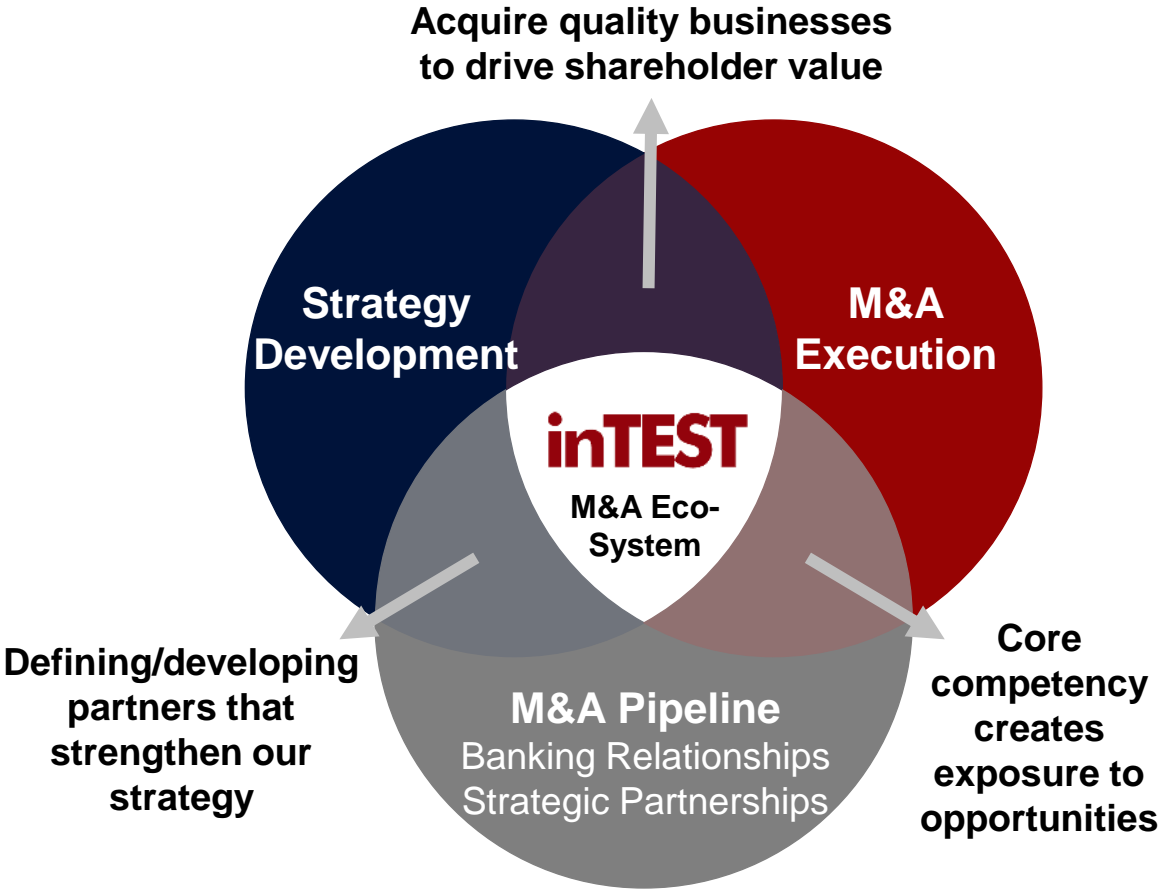 Acquire quality businesses
to drive shareholder value
Strategy
Development
M&A
Execution
inTEST
M&A Eco-
System
Defining/developing
partners that
strengthen our
strategy
M&A Pipeline
Banking Relationships
Strategic Partnerships
Core
competency
creates
exposure to
opportunities